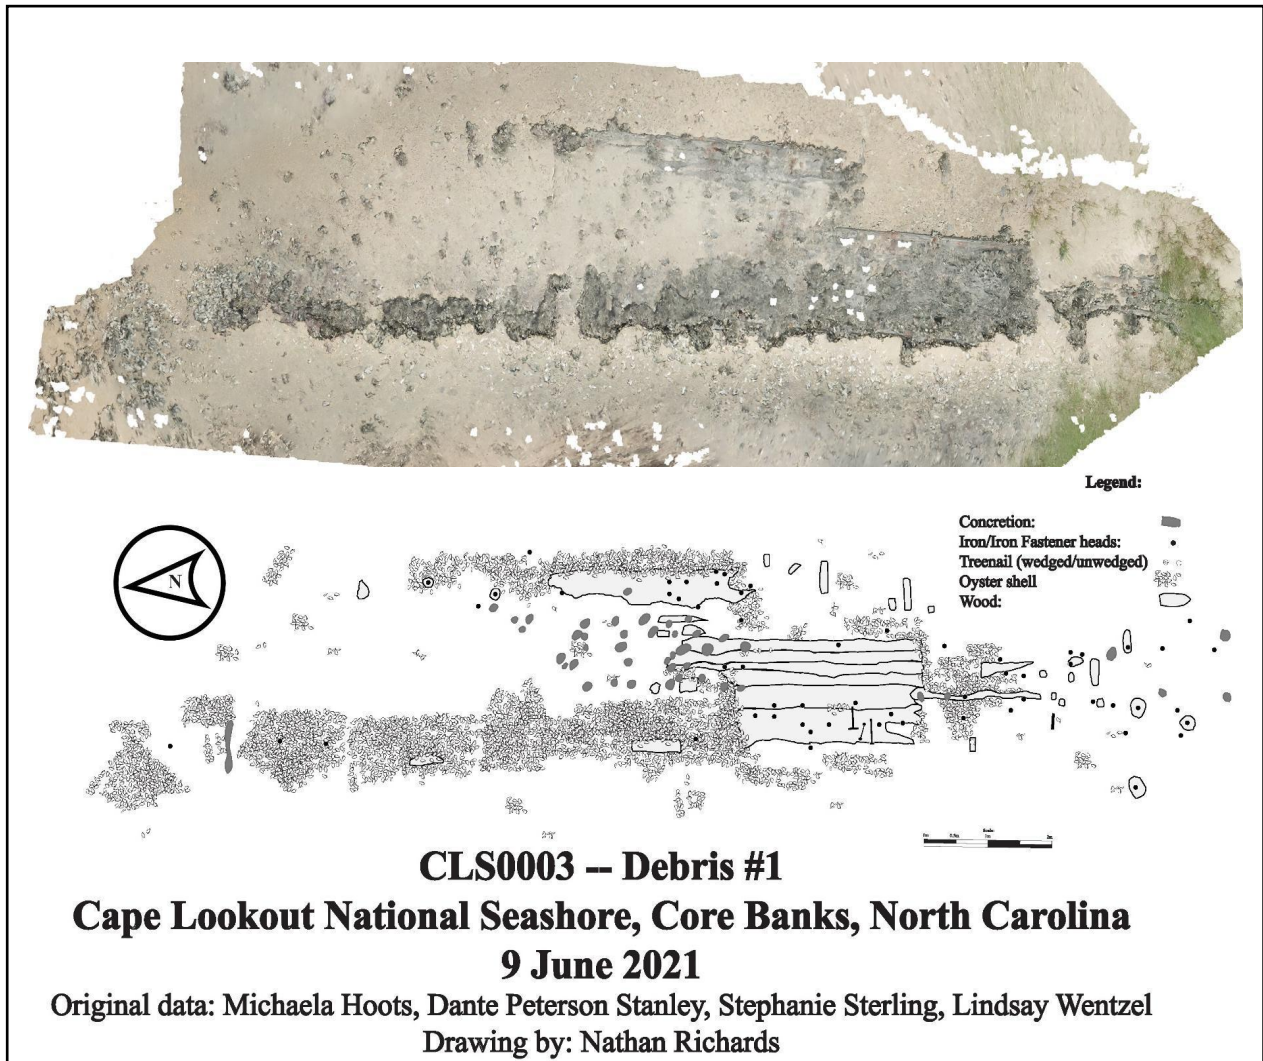 Legend:
Concretion:
Iron/Iron Fastener heads:
Treenail (wedged/unwedged)
Oyster shell
Wood:
N
CLS0003 -- Debris #1
Cape Lookout National Seashore, Core Banks, North Carolina
9 June 2021
Original data: Michaela Hoots, Dante Peterson Stanley, Stephanie Sterling, Lindsay Wentzel
Drawing by: Nathan Richards